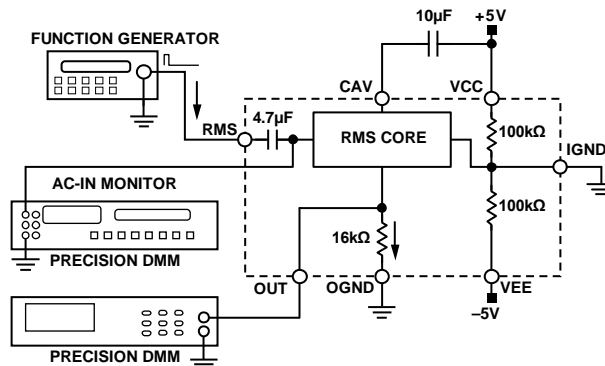 10µF
+5V
FUNCTION GENERATOR
CAV
VCC
RMS
4.7µF
RMS CORE
100kΩ
IGND
AC-IN MONITOR
100kΩ
16kΩ
PRECISION DMM
OUT
OGND
VEE
–5V
PRECISION DMM